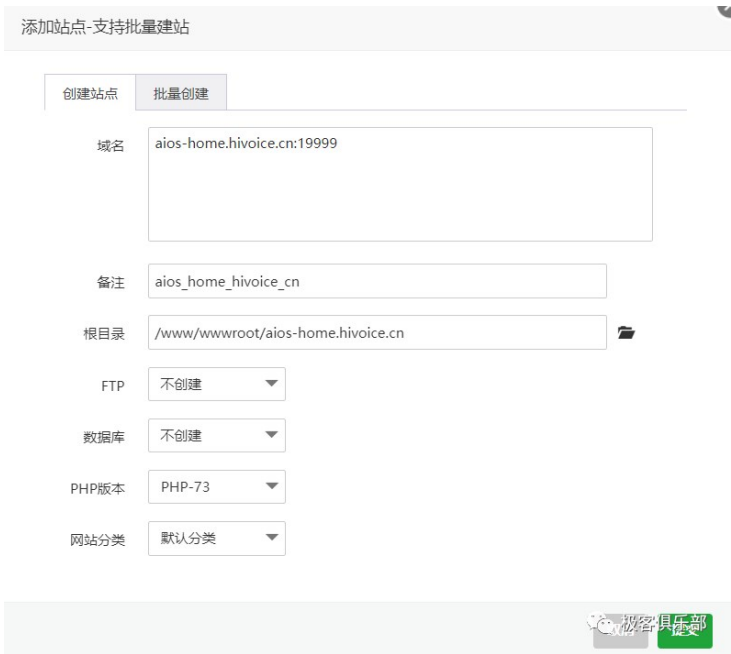 添加站点-支持批量建站
创建站点
批量创建
域名
aios-home.hivoice.cn:19999
备注
aios_home_hivoice_cn
根目录
/www/wwwroot/aios-home.hivoice.cn
FTP
不创建
数据库
不创建
PHP版本
PHP-73
网站分类
默认分类
极客俱乐部
提交